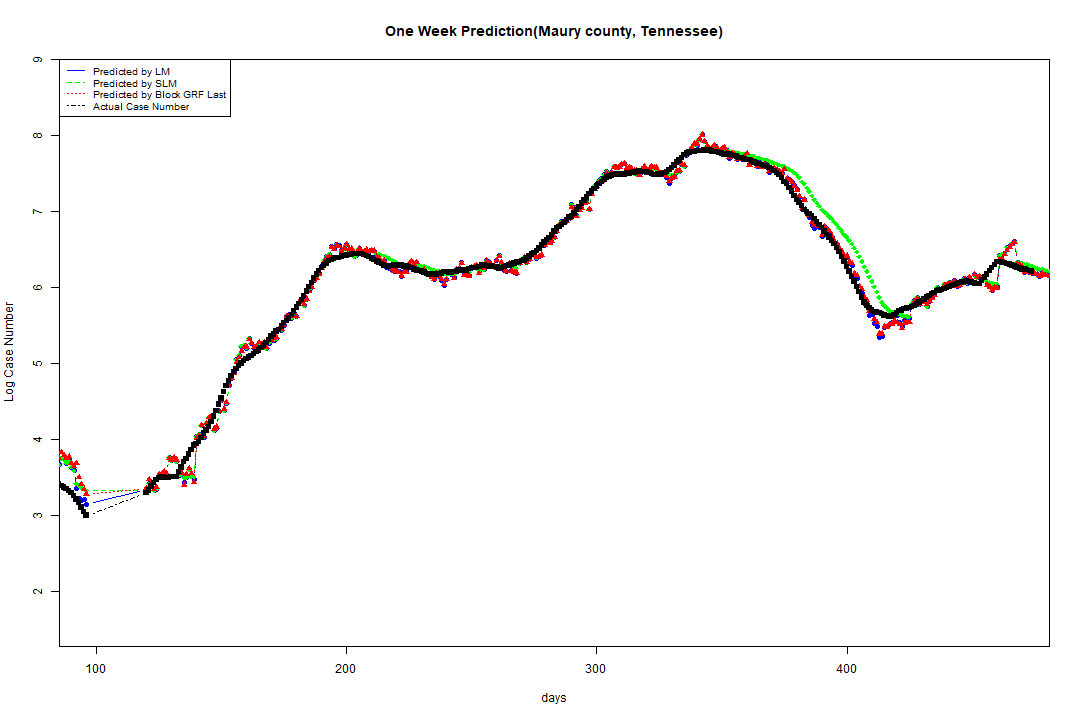 One Week Prediction(Maury county, Tennessee)
Predicted by LM
Predicted by SLM
Predicted by Block GRF Last
Actual Case Number
9
8
7
6
5
4
3
2
Log Case Number
100 200 300 400
days